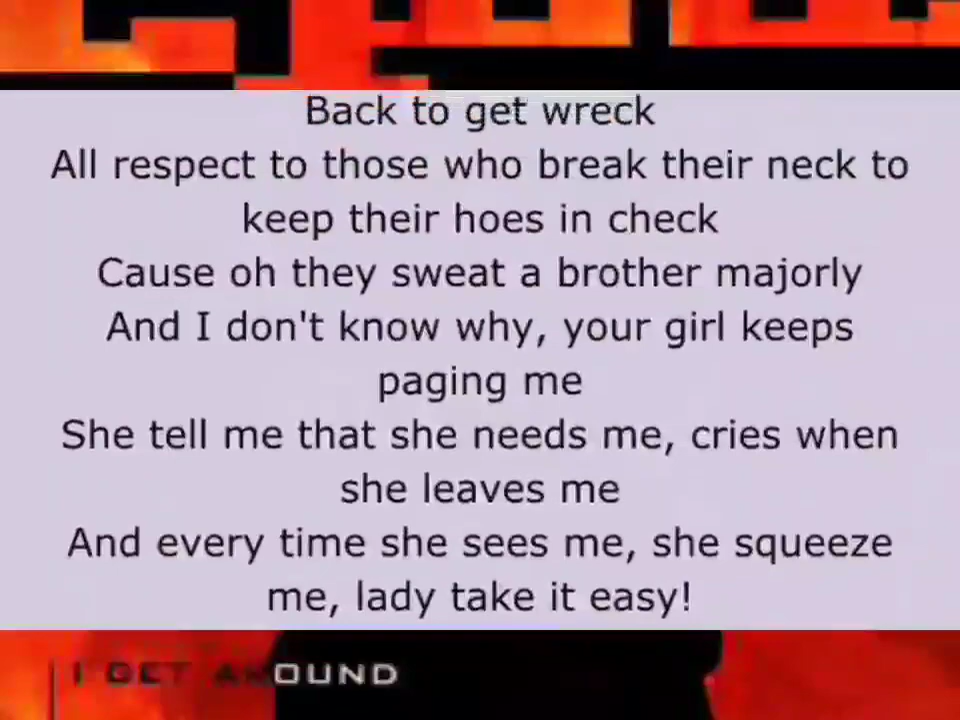 Back to get wreck
All respect to those who break their neck to
keep their hoes in check
Cause oh they sweat a brother majorly
And I don't know why, your girl keeps
paging me
She tell me that she needs me, cries when
she leaves me
And every time she sees me, she squeeze
me, lady take it easy!
I GET AROUND